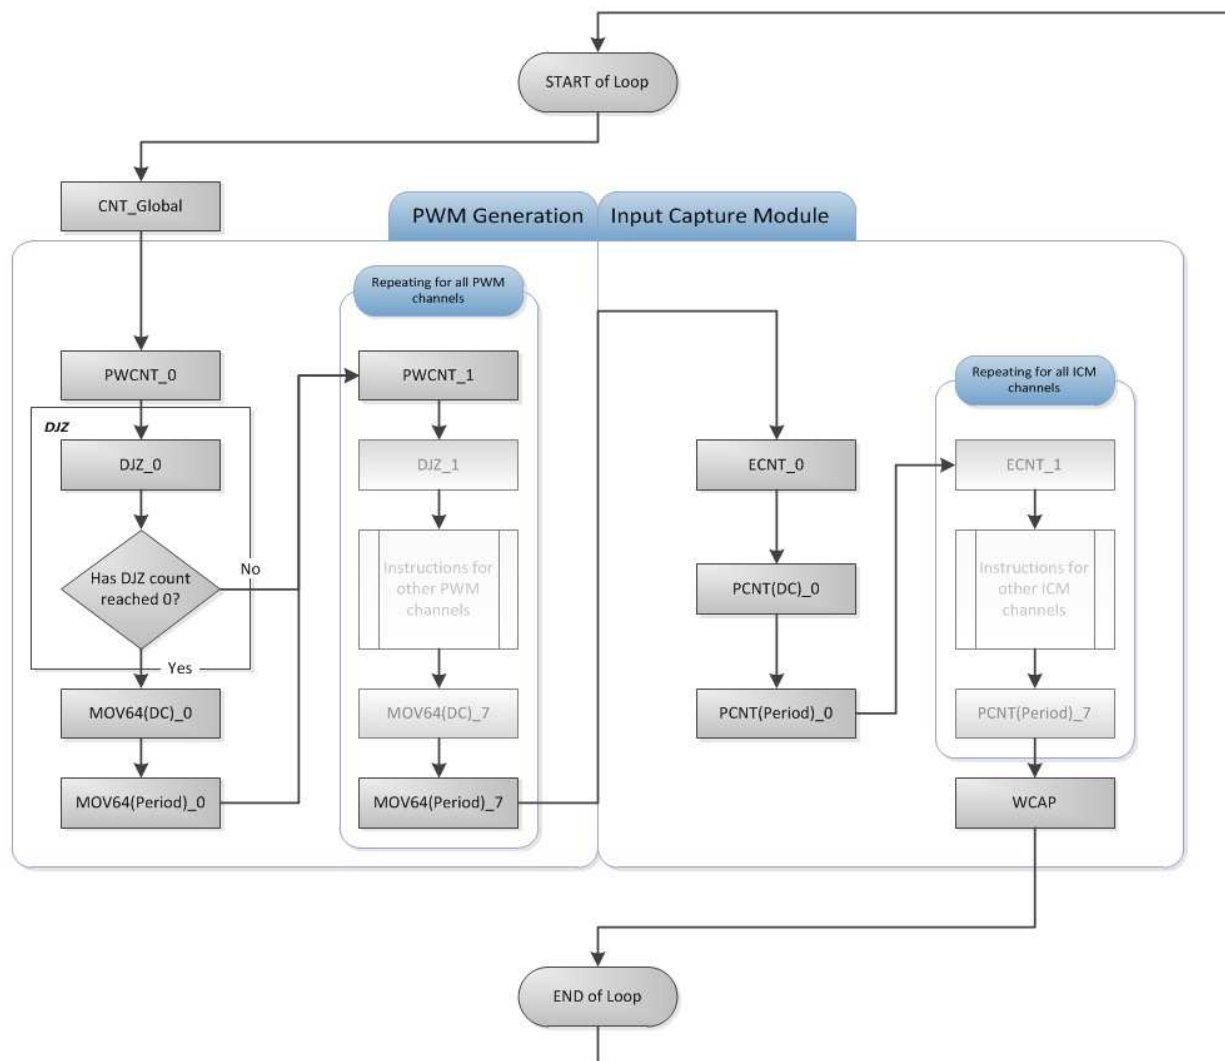 START of Loop
CNT_Global
PWM Generation
Input Capture Module
Repeating for all PWM
channels
PWCNT_0
DJZ
DJZ_0
Has DJZ count
reached 0?
No
Yes
MOV64(DC)_0
MOV64(Period)_0
PWCNT_1
DJZ_1
Instructions for
other PWM
channels
MOV64(DC)_7
MOV64(Period)_7
ECNT_0
PCNT(DC)_0
PCNT(Period)_0
Repeating for all ICM
channels
ECNT_1
Instructions for
other ICM
channels
PCNT(Period)_7
WCAP
END of Loop